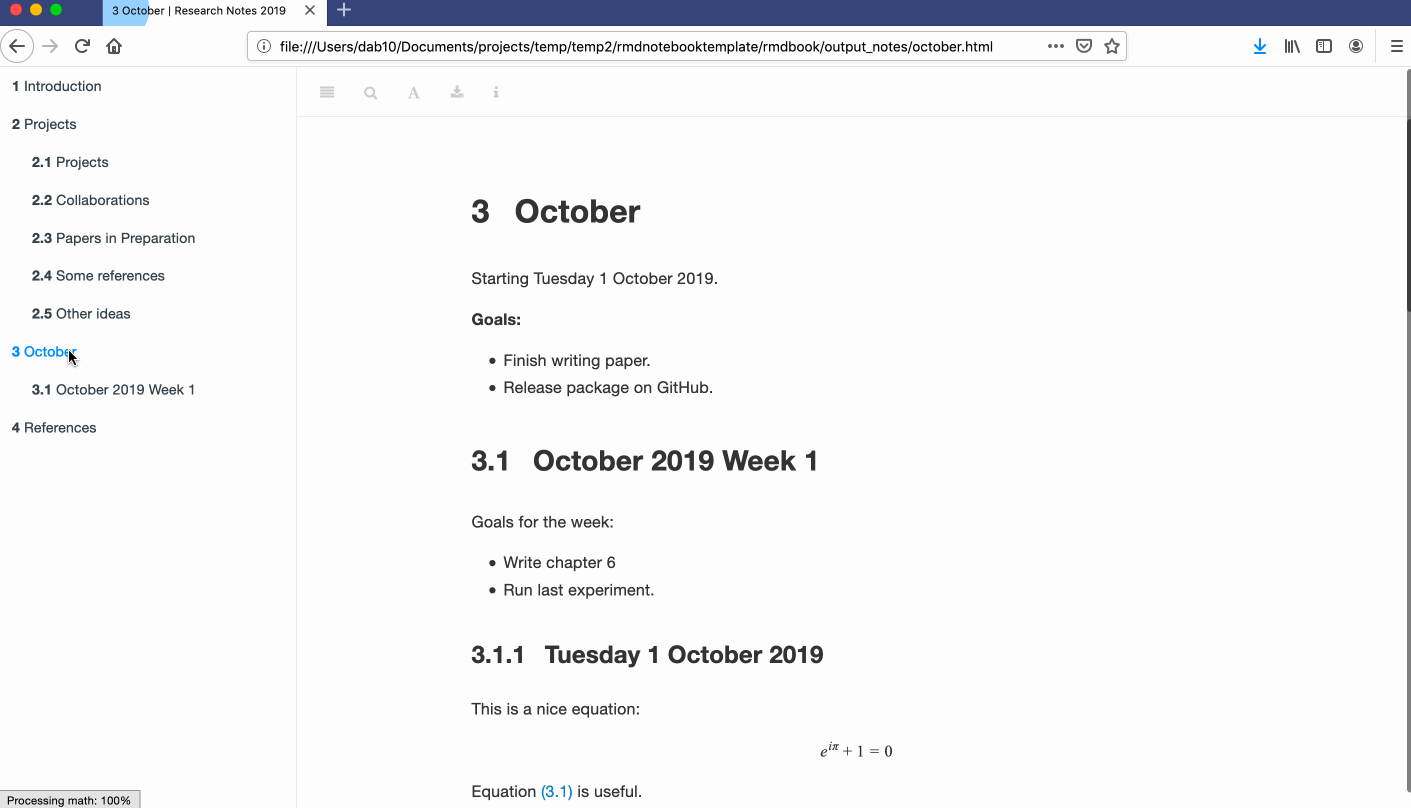 3 October | Research Notes 2019
file:///Users/dab10/Documents/projects/temp/temp2/rmdnotebooktemplate/rmdbook/output_notes/october.html
1 Introduction
2 Projects
2.1 Projects
2.2 Collaborations
2.3 Papers in Preparation
2.4 Some references
2.5 Other ideas
3 October
3.1 October 2019 Week 1
4 References
A
i
3 October
Starting Tuesday 1 October 2019.
Goals:
• Finish writing paper.
• Release package on GitHub.
3.1 October 2019 Week 1
Goals for the week:
• Write chapter 6
• Run last experiment.
3.1.1 Tuesday 1 October 2019
This is a nice equation:
e^{iπ} + 1 = 0
Equation (3.1) is useful.
Processing math: 100%